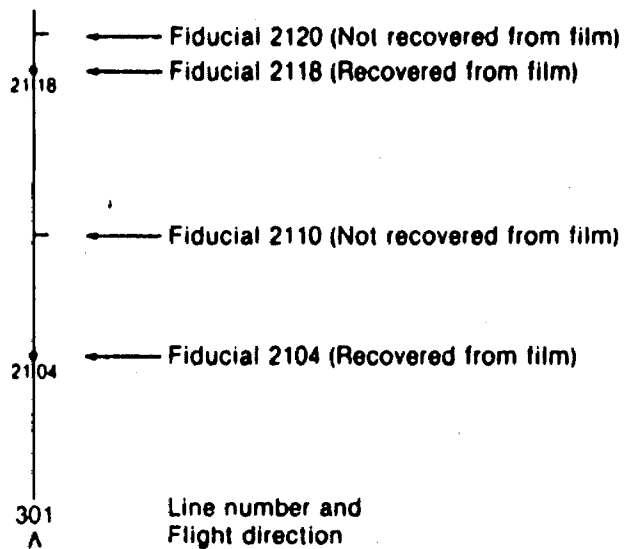 Fiducial 2120 (Not recovered from film)
2118
Fiducial 2118 (Recovered from film)
Fiducial 2110 (Not recovered from film)
2104
Fiducial 2104 (Recovered from film)
301
Line number and
Flight direction